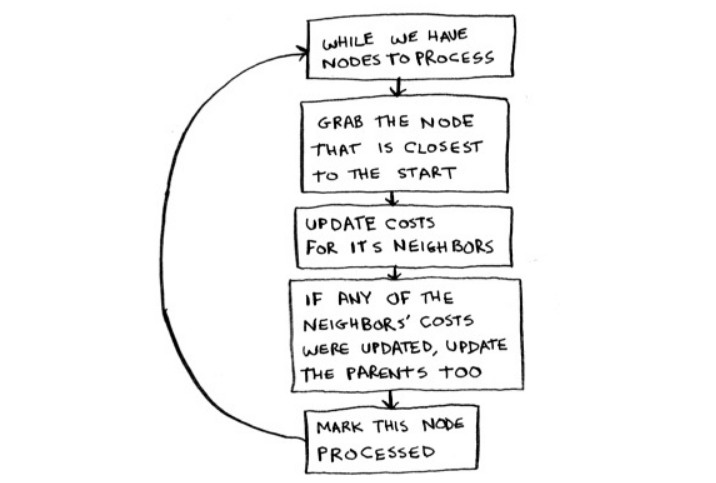 WHILE WE HAVE
NODES TO PROCESS
GRAB THE NODE
THAT IS CLOSEST
TO THE START
UPDATE COSTS
FOR ITS NEIGHBORS
IF ANY OF THE
NEIGHBORS' COSTS
WERE UPDATED, UPDATE
THE PARENTS TOO
MARK THIS NODE
PROCESSED